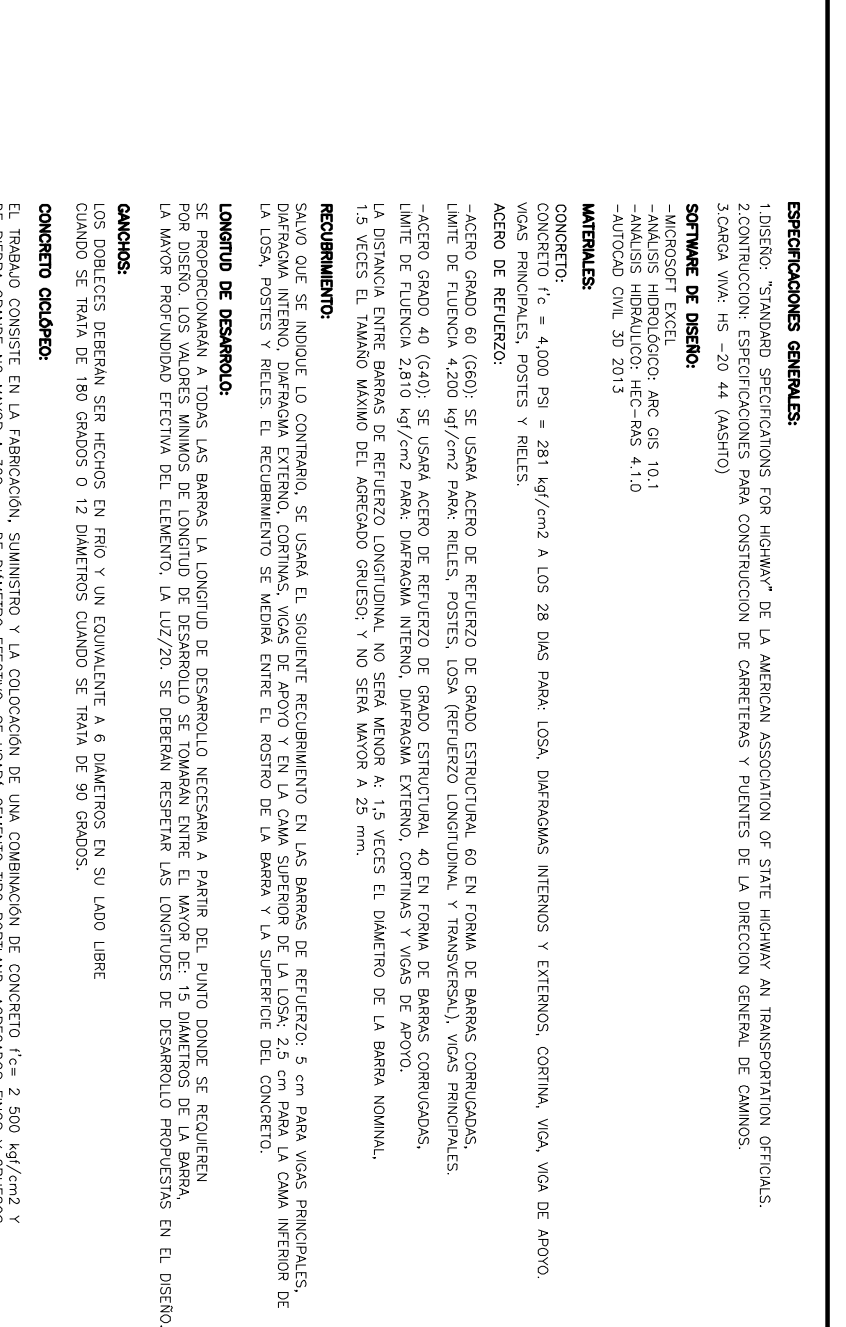 ESPECIFICACIONES GENERALES:
1.DISEÑO: "STANDARD SPECIFICATIONS FOR HIGHWAY" DE LA AMERICAN ASSOCIATION OF STATE HIGHWAY AN TRANSPORTATION OFFICIALS.
2.CONTRUCCION: ESPECIFICACIONES PARA CONSTRUCCION DE CARRETERAS Y PUENTES DE LA DIRECCION GENERAL DE CAMINOS.
3.CARGA VIVA: HS -20 44 (AASHTO)
SOFTWARE DE DISEÑO:
-MICROSOFT EXCEL
-ANÁLISIS HIDROLÓGICO: ARC GIS 10.1
-ANÁLISIS HIDRÁULICO: HEC-RAS 4.1.0
-AUTOCAD CIVIL 3D 2013
MATERIALES:
CONCRETO:
CONCRETO f'c = 4,000 PSI = 281 kgf/cm2 A LOS 28 DIAS PARA: LOSA, DIAFRAGMAS INTERNOS Y EXTERNOS, CORTINA, VIGA, VIGA DE APOYO.
VIGAS PRINCIPALES, POSTES Y RIELES.
ACERO DE REFUERZO:
-ACERO GRADO 60 (G60): SE USARÁ ACERO DE REFUERZO DE GRADO ESTRUCTURAL 60 EN FORMA DE BARRAS CORRUGADAS,
LÍMITE DE FLUENCIA 4,200 kgf/cm2 PARA: RIELES, POSTES, LOSA (REFUERZO LONGITUDINAL Y TRANSVERSAL), VIGAS PRINCIPALES.
-ACERO GRADO 40 (G40): SE USARÁ ACERO DE REFUERZO DE GRADO ESTRUCTURAL 40 EN FORMA DE BARRAS CORRUGADAS,
LÍMITE DE FLUENCIA 2,810 kgf/cm2 PARA: DIAFRAGMA INTERNO, DIAFRAGMA EXTERNO, CORTINAS Y VIGAS DE APOYO.
LA DISTANCIA ENTRE BARRAS DE REFUERZO LONGITUDINAL NO SERÁ MENOR A: 1,5 VECES EL DIÁMETRO DE LA BARRA NOMINAL,
1.5 VECES EL TAMAÑO MÁXIMO DEL AGREGADO GRUESO; Y NO SERÁ MAYOR A 25 mm.
RECUBRIMIENTO:
SALVO QUE SE INDIQUE LO CONTRARIO, SE USARÁ EL SIGUIENTE RECUBRIMIENTO EN LAS BARRAS DE REFUERZO: 5 cm PARA VIGAS PRINCIPALES,
DIAFRAGMA INTERNO, DIAFRAGMA EXTERNO, CORTINAS, VIGAS DE APOYO Y EN LA CAMA SUPERIOR DE LA LOSA; 2,5 cm PARA LA CAMA INFERIOR DE
LA LOSA, POSTES Y RIELES. EL RECUBRIMIENTO SE MEDIRÁ ENTRE EL ROSTRO DE LA BARRA Y LA SUPERFICIE DEL CONCRETO.
LONGITUD DE DESARROLO:
SE PROPORCIONARÁN A TODAS LAS BARRAS LA LONGITUD DE DESARROLLO NECESARIA A PARTIR DEL PUNTO DONDE SE REQUIEREN
POR DISEÑO. LOS VALORES MINIMOS DE LONGITUD DE DESARROLLO SE TOMARÁN ENTRE EL MAYOR DE: 15 DIÁMETROS DE LA BARRA,
LA MAYOR PROFUNDIDAD EFECTIVA DEL ELEMENTO, LA LUZ/20. SE DEBERÁN RESPETAR LAS LONGITUDES DE DESARROLLO PROPUESTAS EN EL DISEÑO.
GANCHOS:
LOS DOBLECES DEBERÁN SER HECHOS EN FRÍO Y UN EQUIVALENTE A 6 DIÁMETROS EN SU LADO LIBRE
CUANDO SE TRATA DE 180 GRADOS O 12 DIÁMETROS CUANDO SE TRATA DE 90 GRADOS.
CONCRETO CICLÓPEO:
EL TRABAJO CONSISTE EN LA FABRICACIÓN, SUMINISTRO Y LA COLOCACIÓN DE UNA COMBINACIÓN DE CONCRETO f'c= 2 500 kgf/cm2 Y